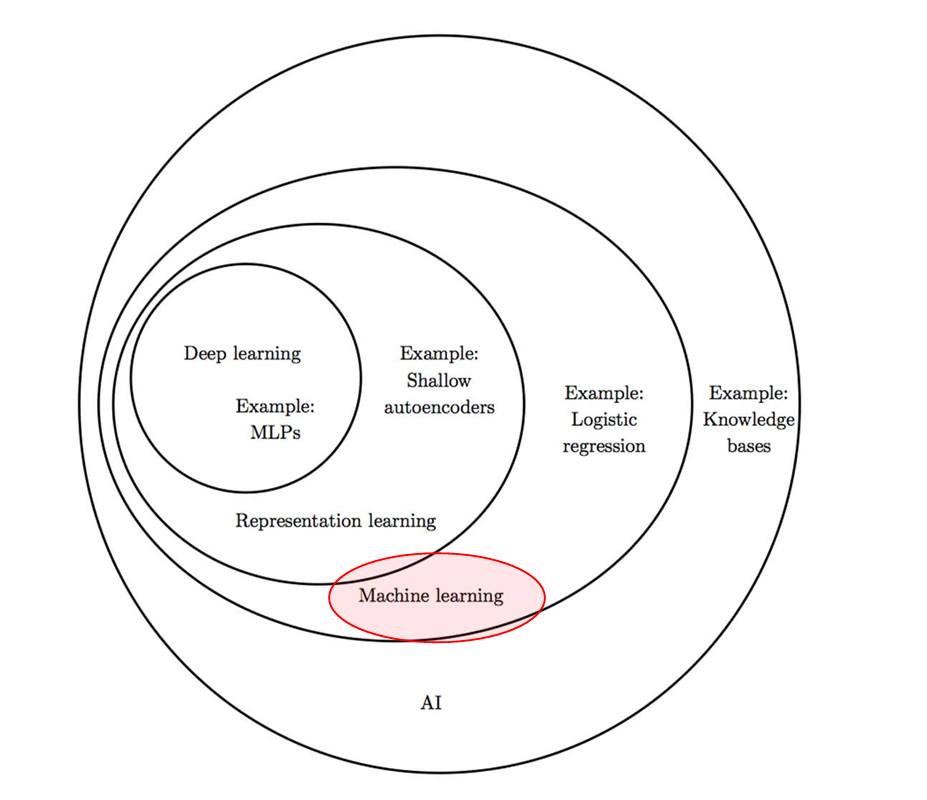 Deep learning
Example:
MLPs
Example:
Shallow
autoencoders
Example:
Logistic
regression
Example:
Knowledge
bases
Representation learning
Machine learning
AI